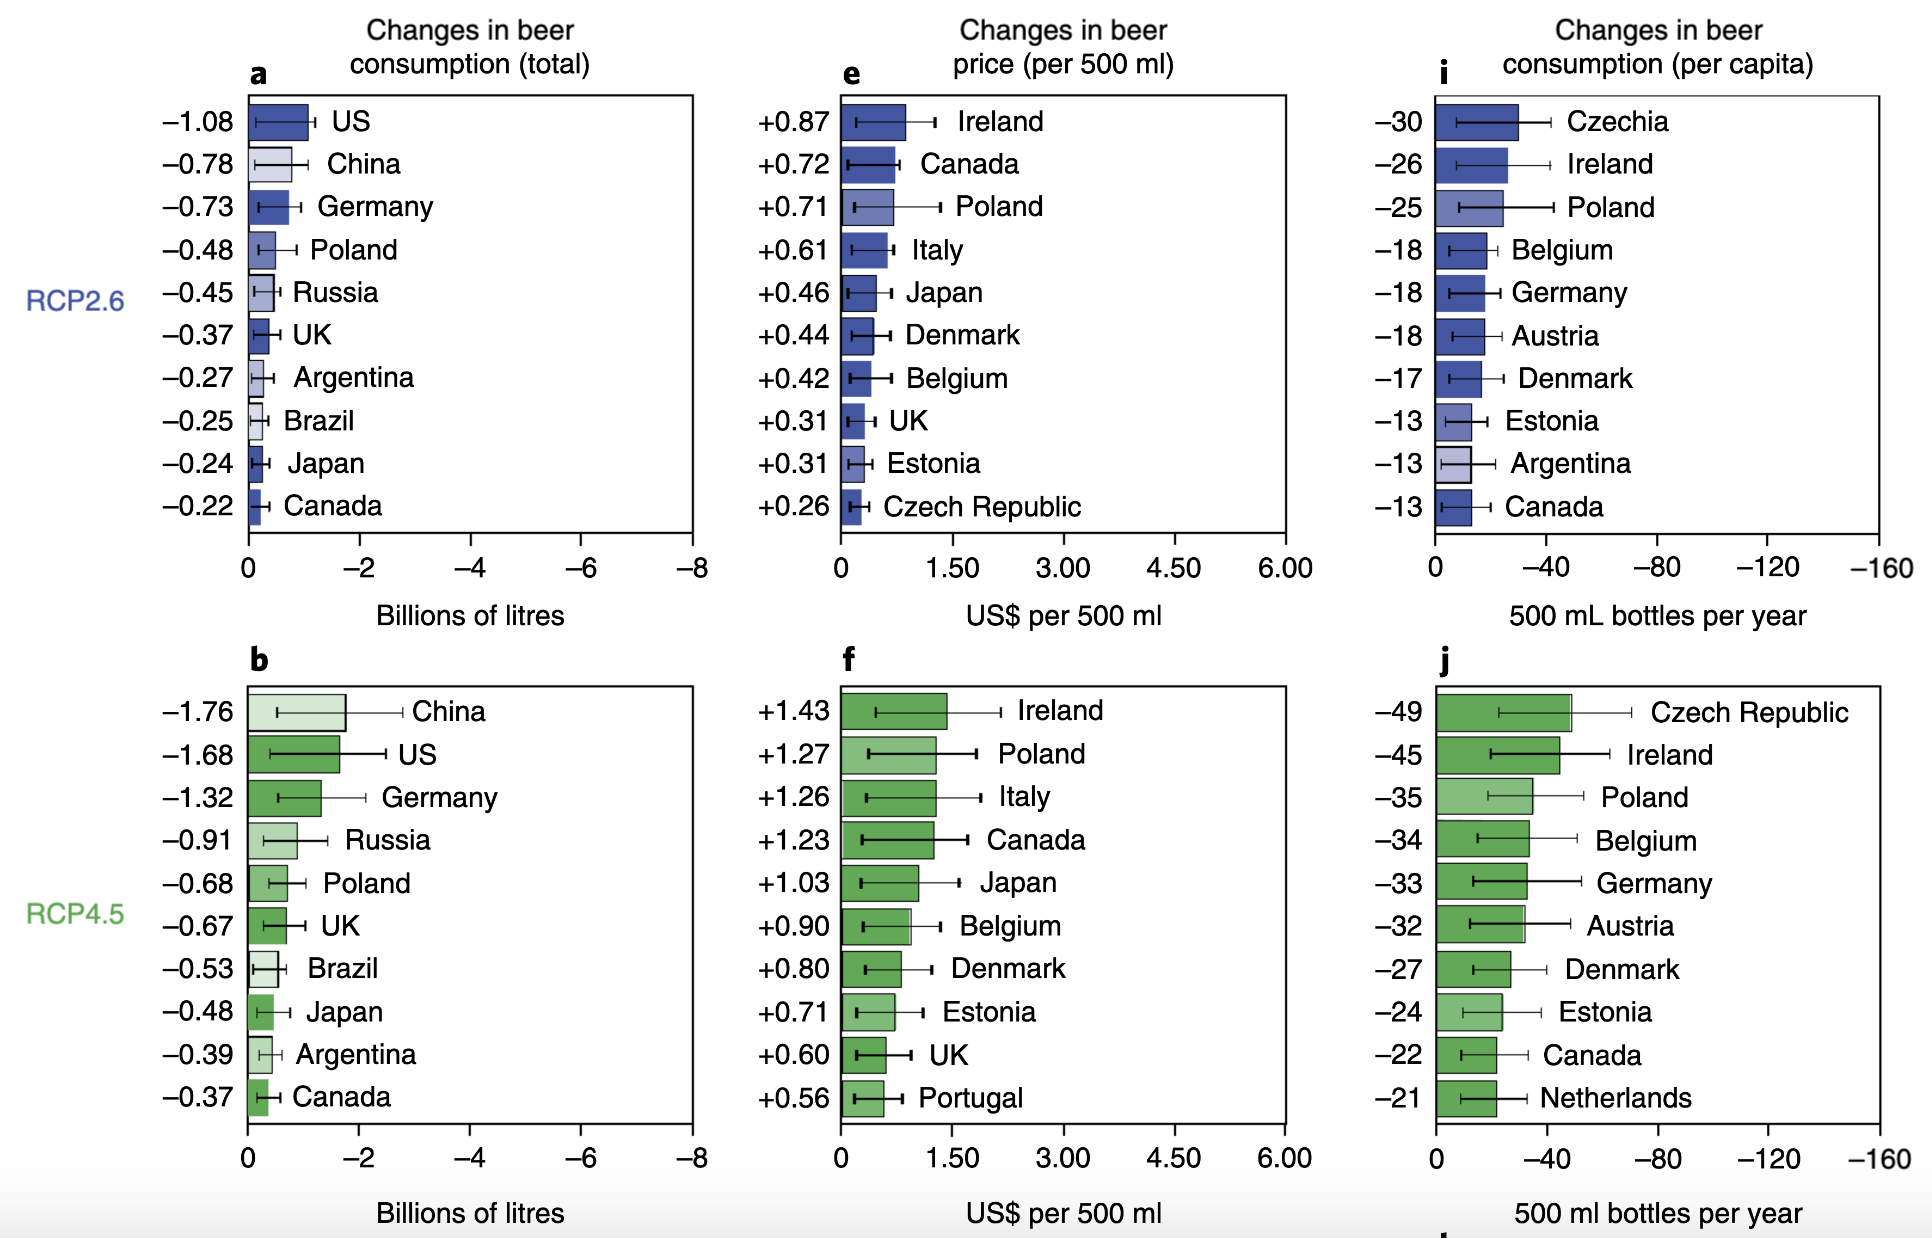 Changes in beer
consumption (total)
Changes in beer
price (per 500 ml)
Changes in beer
consumption (per capita)
RCP2.6
a
−1.08 US
−0.78 China
−0.73 Germany
−0.48 Poland
−0.45 Russia
−0.37 UK
−0.27 Argentina
−0.25 Brazil
−0.24 Japan
−0.22 Canada
0 −2 −4 −6 −8
Billions of litres
e
+0.87 Ireland
+0.72 Canada
+0.71 Poland
+0.61 Italy
+0.46 Japan
+0.44 Denmark
+0.42 Belgium
+0.31 UK
+0.31 Estonia
+0.26 Czech Republic
0 1.50 3.00 4.50 6.00
US$ per 500 ml
i
−30 Czechia
−26 Ireland
−25 Poland
−18 Belgium
−18 Germany
−18 Austria
−17 Denmark
−13 Estonia
−13 Argentina
−13 Canada
0 −40 −80 −120 −160
500 mL bottles per year
RCP4.5
b
−1.76 China
−1.68 US
−1.32 Germany
−0.91 Russia
−0.68 Poland
−0.67 UK
−0.53 Brazil
−0.48 Japan
−0.39 Argentina
−0.37 Canada
0 −2 −4 −6 −8
Billions of litres
f
+1.43 Ireland
+1.27 Poland
+1.26 Italy
+1.23 Canada
+1.03 Japan
+0.90 Belgium
+0.80 Denmark
+0.71 Estonia
+0.60 UK
+0.56 Portugal
0 1.50 3.00 4.50 6.00
US$ per 500 ml
j
−49 Czech Republic
−45 Ireland
−35 Poland
−34 Belgium
−33 Germany
−32 Austria
−27 Denmark
−24 Estonia
−22 Canada
−21 Netherlands
0 −40 −80 −120 −160
500 ml bottles per year